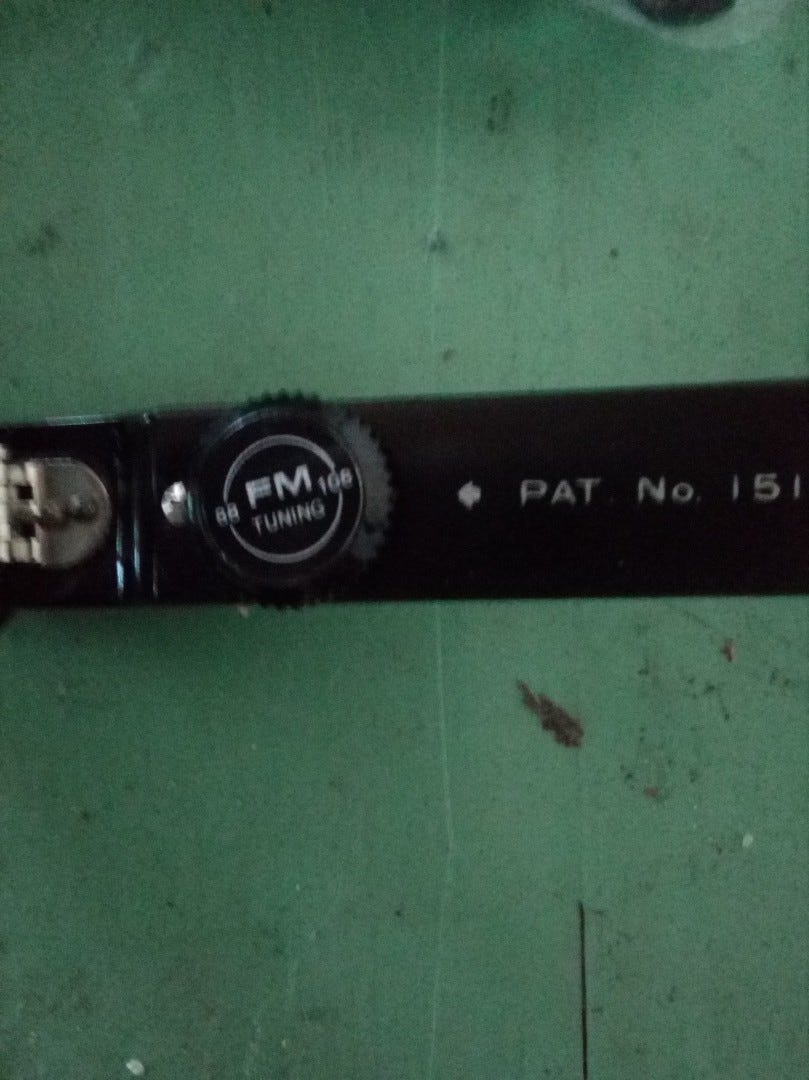 FM
88 108
TUNING
PAT. No. 151